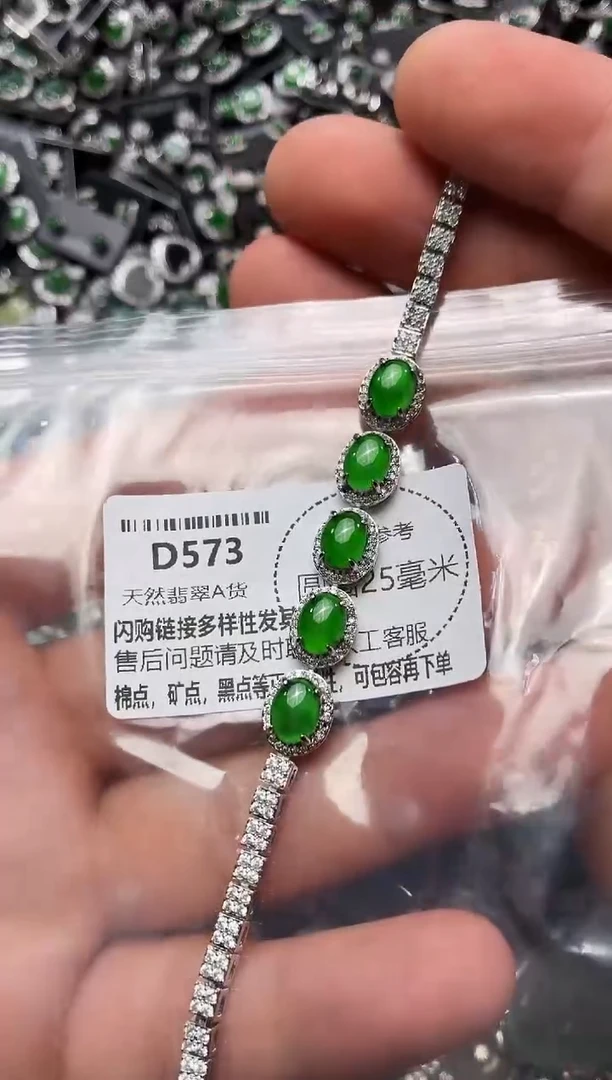 D573
天然翡翠A货
参考
25毫米
闪购链接多样性发
售后问题请及时 工客服
棉点，矿点，黑点等 ，可包容再下单